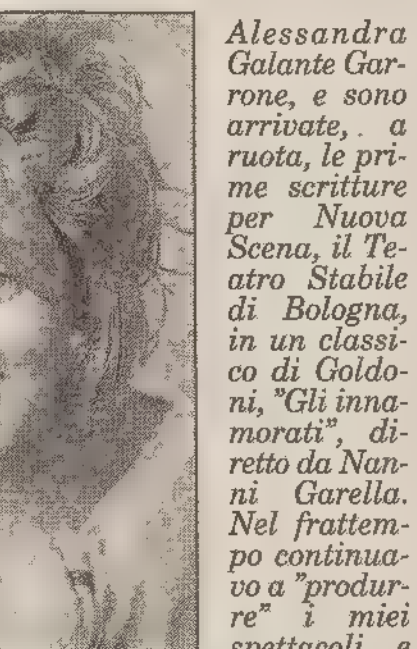 Alessandra
Galante Gar-
rone, e sono
arrivate, a
ruota, le pri-
me scritture
per Nuova
Scena, il Te-
atro Stabile
di Bologna,
in un classi-
co di Goldo-
ni, "Gli inna-
morati", di-
retto da Nan-
ni Garella.
Nel frattem-
po continua-
vo a "produr-
re" i miei
spettacoli e